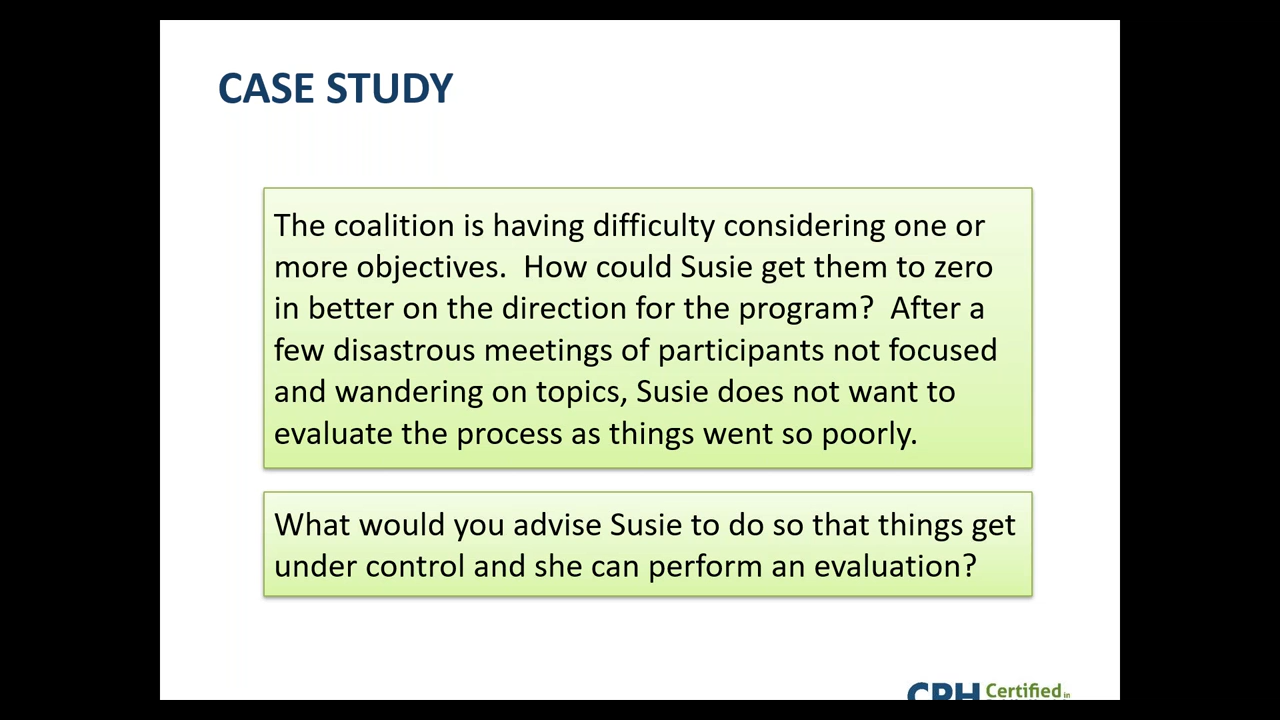 CASE STUDY
The coalition is having difficulty considering one or
more objectives.  How could Susie get them to zero
in better on the direction for the program?  After a
few disastrous meetings of participants not focused
and wandering on topics, Susie does not want to
evaluate the process as things went so poorly.
What would you advise Susie to do so that things get
under control and she can perform an evaluation?
CPH Certified in